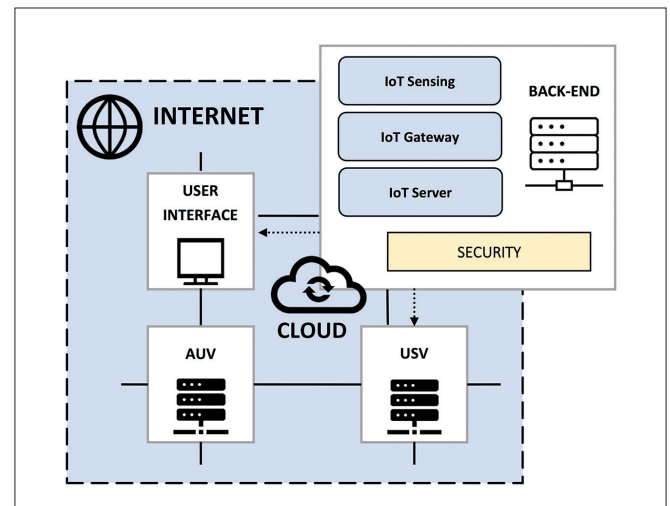 IoT Sensing
BACK-END
INTERNET
IoT Gateway
USER
INTERFACE
IoT Server
SECURITY
CLOUD
AUV
USV